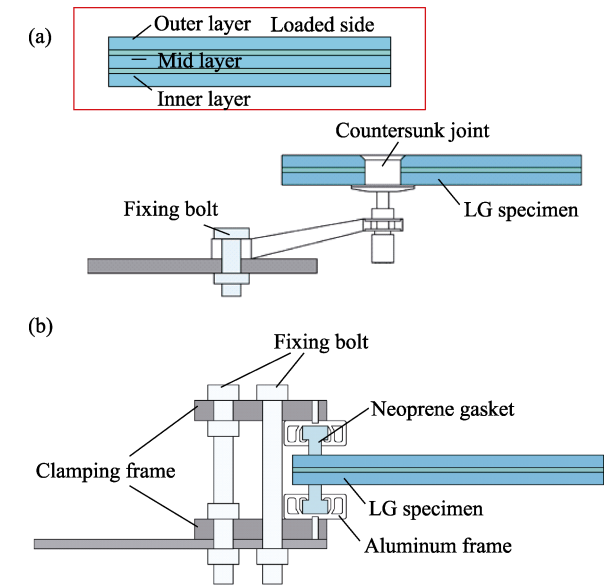 (a)
Outer layer
Loaded side
Mid layer
Inner layer
Countersunk joint
Fixing bolt
LG specimen
(b)
Fixing bolt
Neoprene gasket
Clamping frame
LG specimen
Aluminum frame